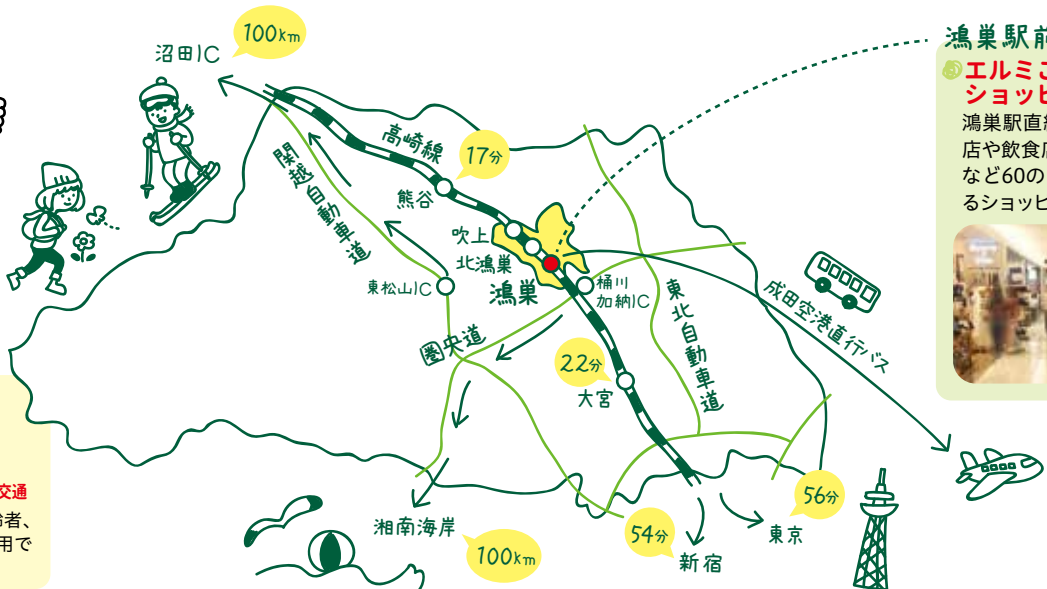 沼田IC
100km
高崎線
17分
関越自動車道
熊谷
吹上
北鴻巣
鴻巣
東松山IC
桶川
加納IC
圏央道
東北自動車道
成田空港直行バス
22分
大宮
湘南海岸
100km
54分
新宿
56分
東京
鴻巣駅前
エルミこ
ショッピ
鴻巣駅直
店や飲食店
など60の
るショッピ
交通
齢者、
用で